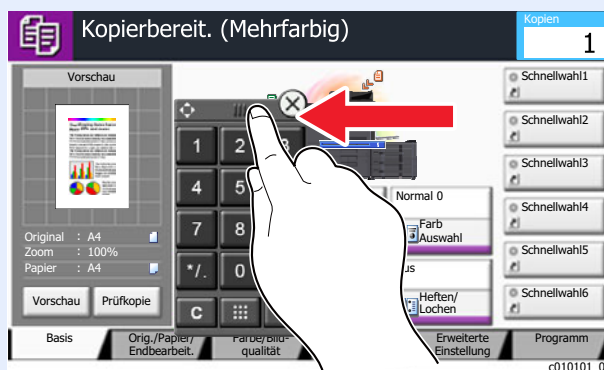 Kopierbereit. (Mehrfarbig)
Kopien
1
Vorschau
Original : A4
Zoom : 100%
Papier : A4
Vorschau
Prüfkopie
1
2
3
4
5
7
8
*/.
0
C
Normal 0
Farb
Auswahl
us
Heften/
Lochen
Schnellwahl1
Schnellwahl2
Schnellwahl3
Schnellwahl4
Schnellwahl5
Schnellwahl6
Basis
Orig./Papier/
Endbearbeit.
Farbe/Bild-
qualität
Erweiterte
Einstellung
Programm
c010101_0